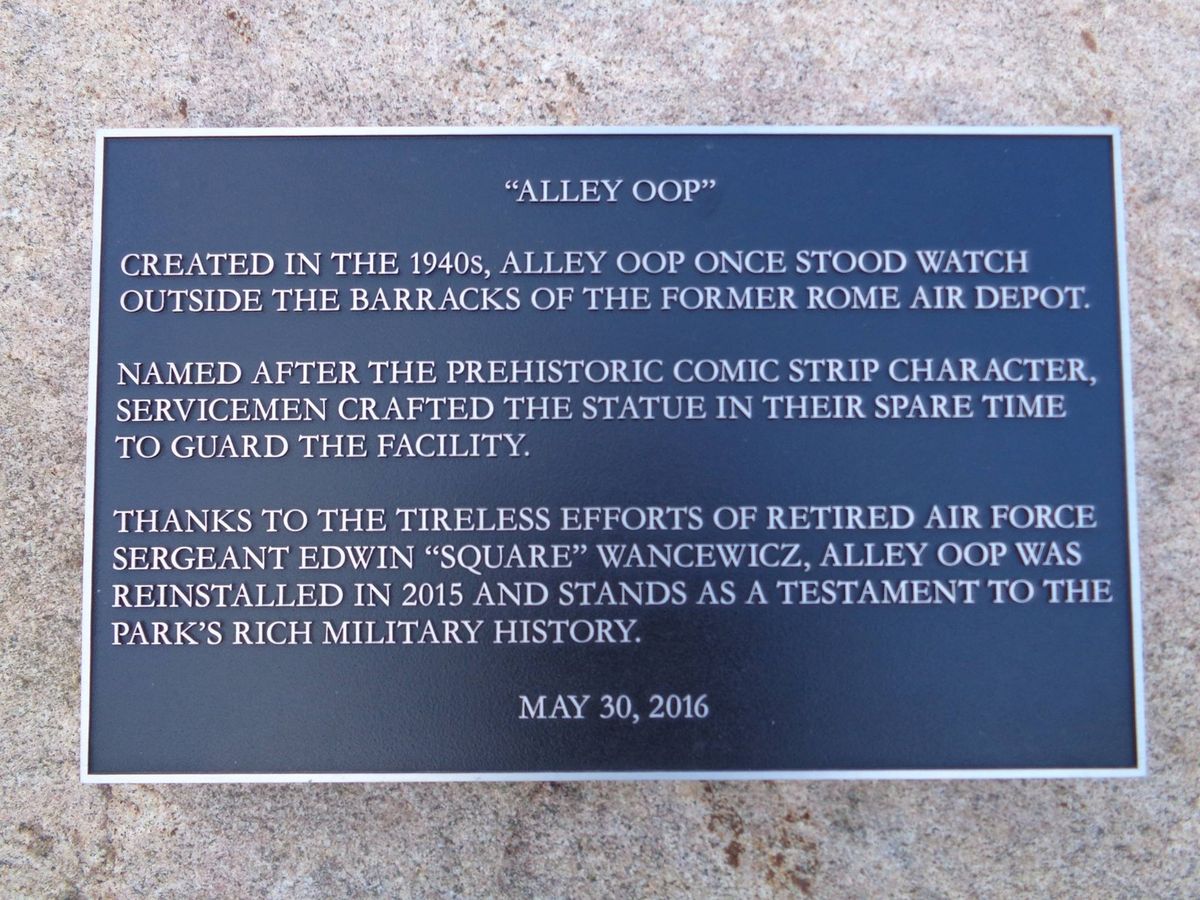 “ALLEY OOP”
CREATED IN THE 1940s, ALLEY OOP ONCE STOOD WATCH
OUTSIDE THE BARRACKS OF THE FORMER ROME AIR DEPOT.
NAMED AFTER THE PREHISTORIC COMIC STRIP CHARACTER,
SERVICEMEN CRAFTED THE STATUE IN THEIR SPARE TIME
TO GUARD THE FACILITY.
THANKS TO THE TIRELESS EFFORTS OF RETIRED AIR FORCE
SERGEANT EDWIN “SQUARE” WANCEWICZ, ALLEY OOP WAS
REINSTALLED IN 2015 AND STANDS AS A TESTAMENT TO THE
PARK’S RICH MILITARY HISTORY.
MAY 30, 2016